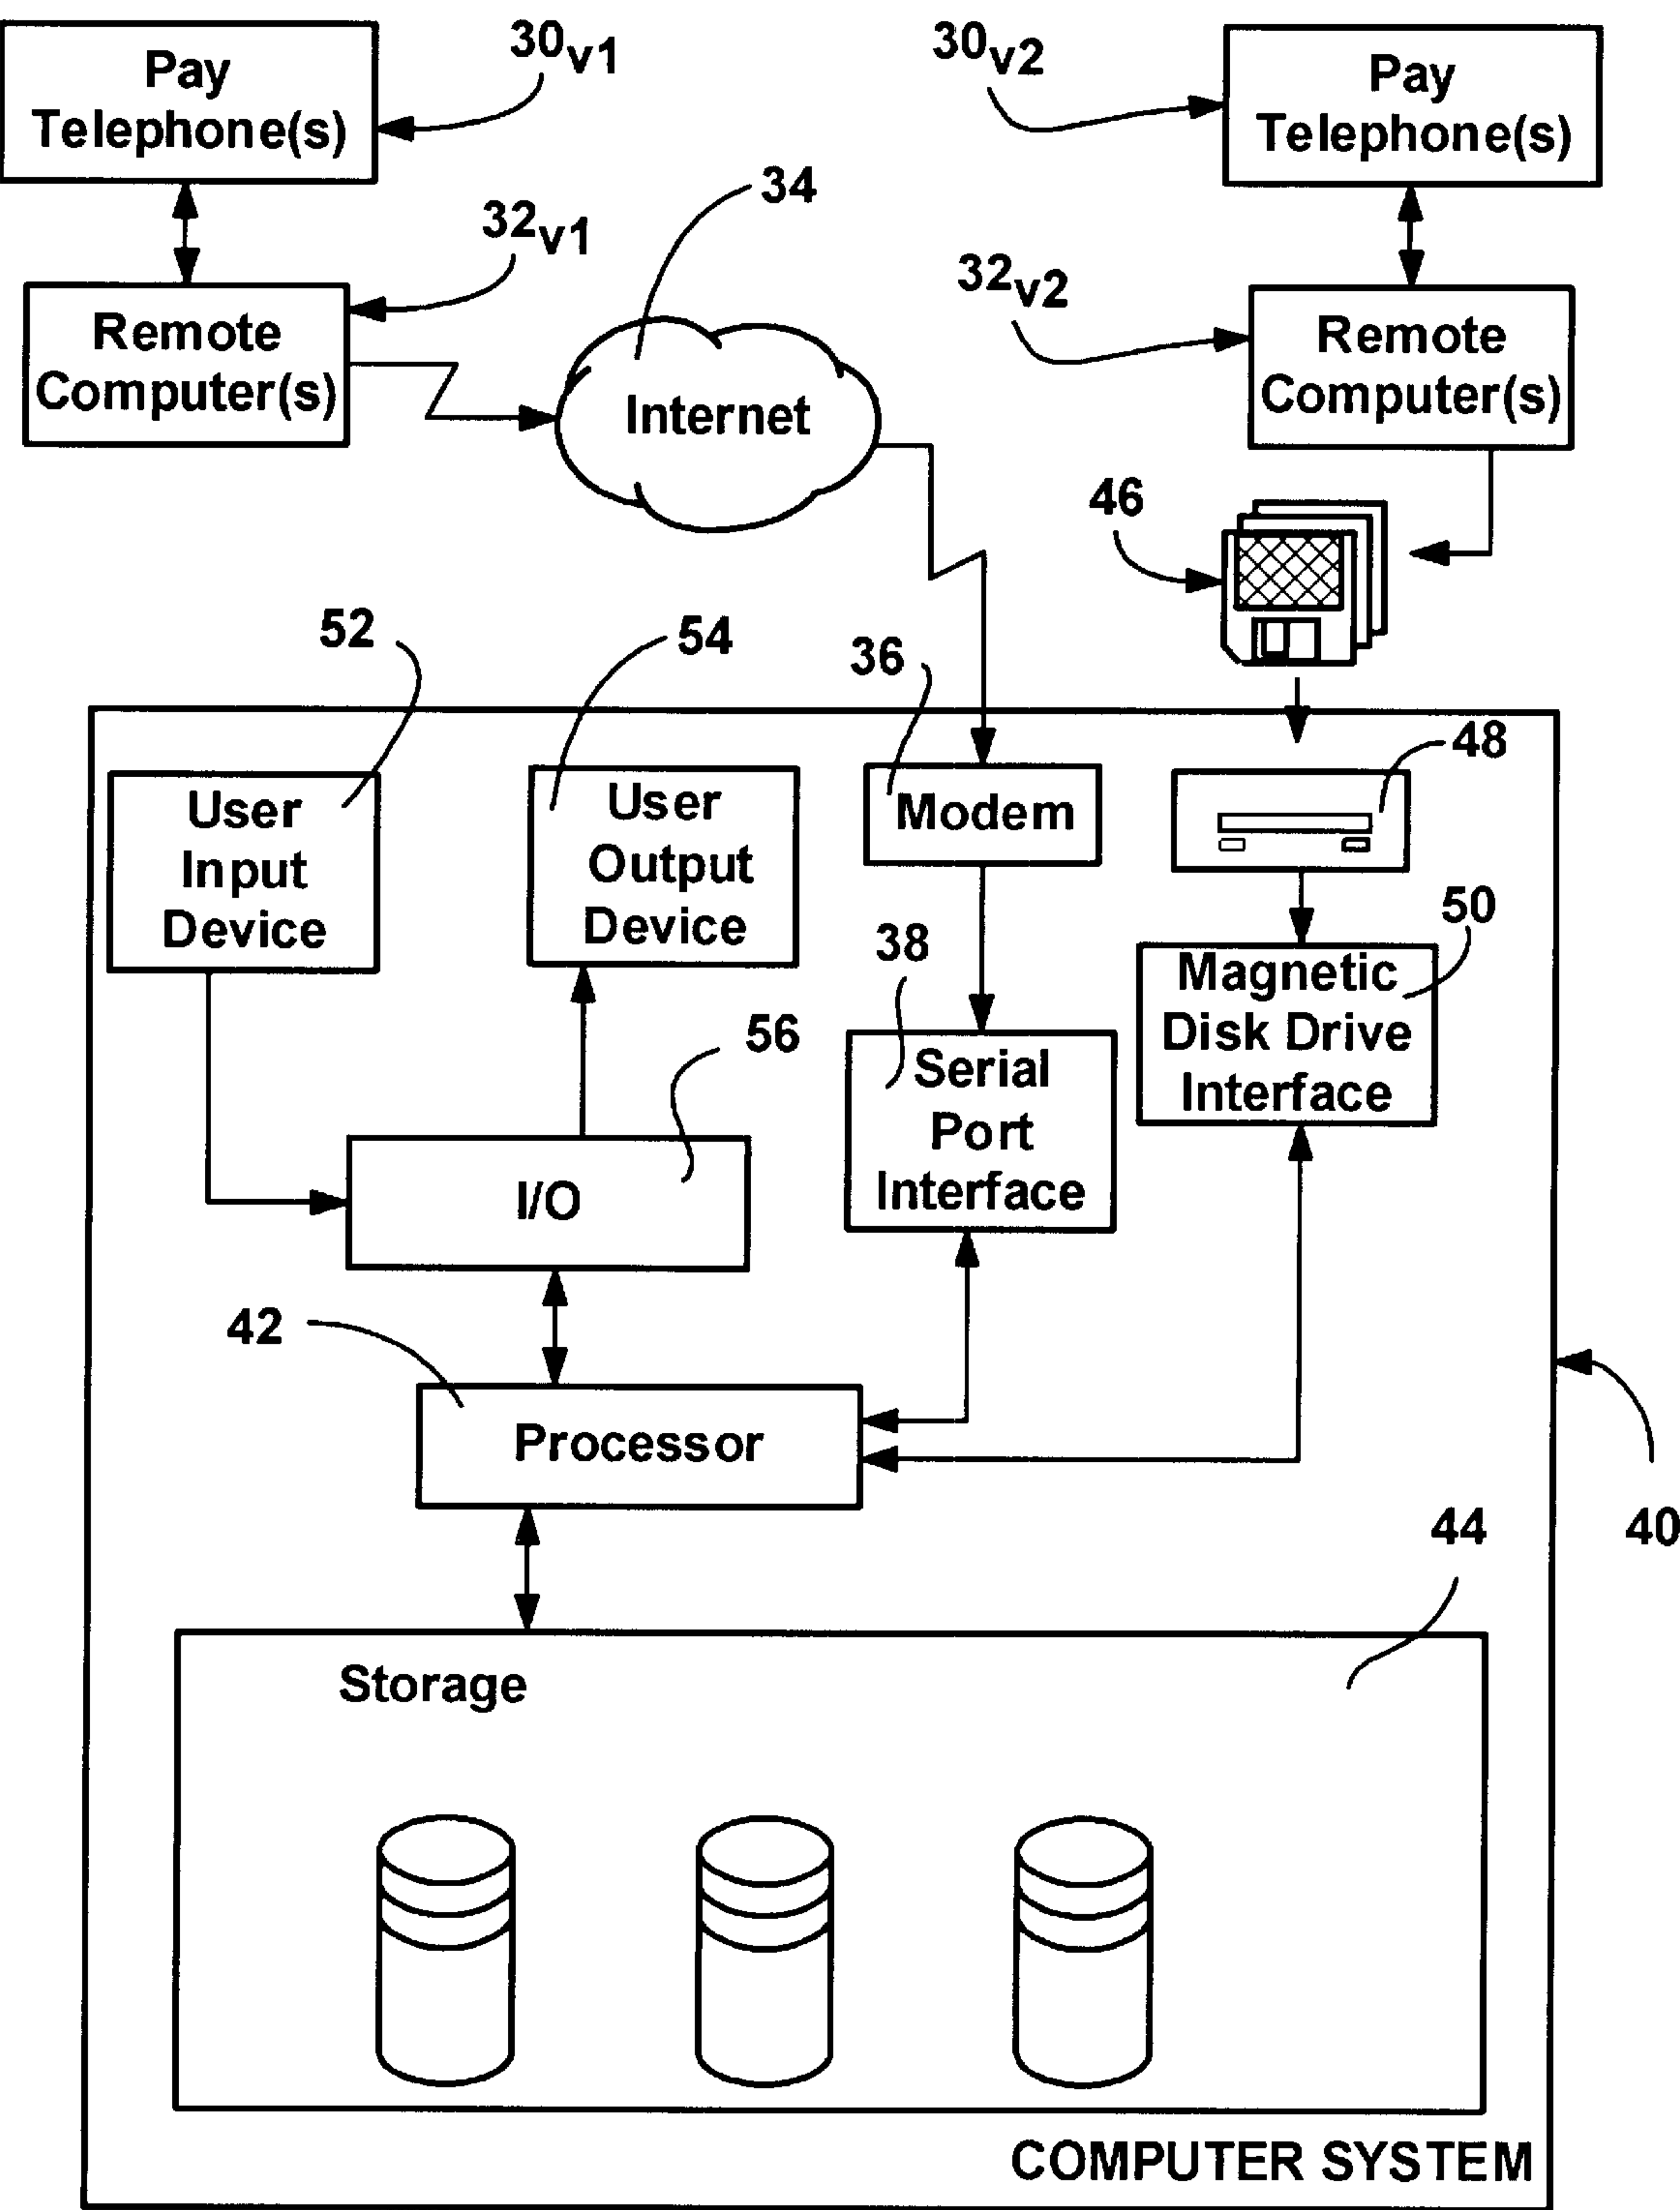 30v1
30v2
Pay
Telephone(s)
Pay
Telephone(s)
34
32v1
32v2
Remote
Computer(s)
Internet
Remote
Computer(s)
46
52
54
36
48
User
Input
Device
User
Output
Device
Modem
50
38
Magnetic
Disk Drive
Interface
56
Serial
Port
Interface
I/O
42
Processor
40
44
Storage
COMPUTER SYSTEM